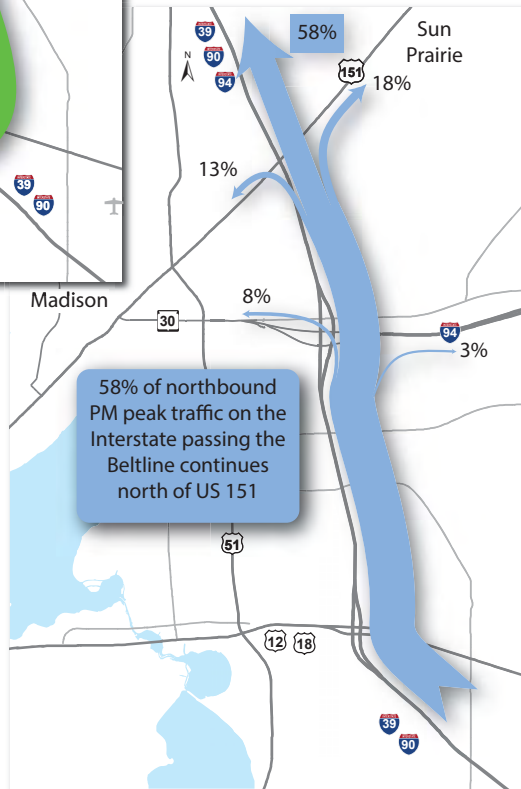 39
90
94
N
58%
Sun
Prairie
151
18%
13%
39
90
Madison
8%
30
94
3%
58% of northbound
PM peak traffic on the
Interstate passing the
Beltline continues
north of US 151
51
12 18
39
90